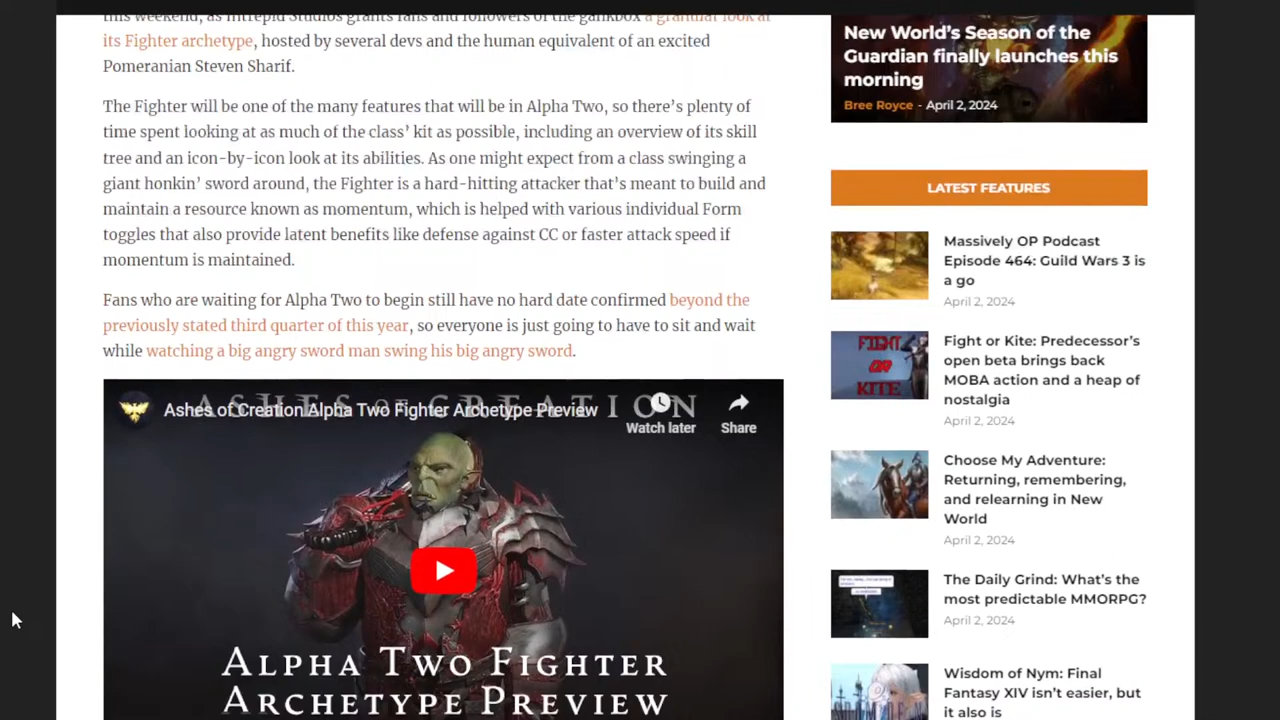 this weekend, as Intrepid Studios grants fans and followers of the gankbox a granular look at
its Fighter archetype, hosted by several devs and the human equivalent of an excited
Pomeranian Steven Sharif.
The Fighter will be one of the many features that will be in Alpha Two, so there's plenty of
time spent looking at as much of the class' kit as possible, including an overview of its skill
tree and an icon-by-icon look at its abilities. As one might expect from a class swinging a
giant honkin' sword around, the Fighter is a hard-hitting attacker that's meant to build and
maintain a resource known as momentum, which is helped with various individual Form
toggles that also provide latent benefits like defense against CC or faster attack speed if
momentum is maintained.
Fans who are waiting for Alpha Two to begin still have no hard date confirmed beyond the
previously stated third quarter of this year, so everyone is just going to have to sit and wait
while watching a big angry sword man swing his big angry sword.
ASHES OF CREATION
Ashes of Creation Alpha Two Fighter Archetype Preview
Watch later
Share
ALPHA TWO FIGHTER
ARCHETYPE PREVIEW
New World's Season of the
Guardian finally launches this
morning
Bree Royce - April 2, 2024
LATEST FEATURES
Massively OP Podcast
Episode 464: Guild Wars 3 is
a go
April 2, 2024
FIGHT
OR
KITE
Fight or Kite: Predecessor's
open beta brings back
MOBA action and a heap of
nostalgia
April 2, 2024
Choose My Adventure:
Returning, remembering,
and relearning in New
World
April 2, 2024
The Daily Grind: What's the
most predictable MMORPG?
April 2, 2024
Wisdom of Nym: Final
Fantasy XIV isn't easier, but
it also is